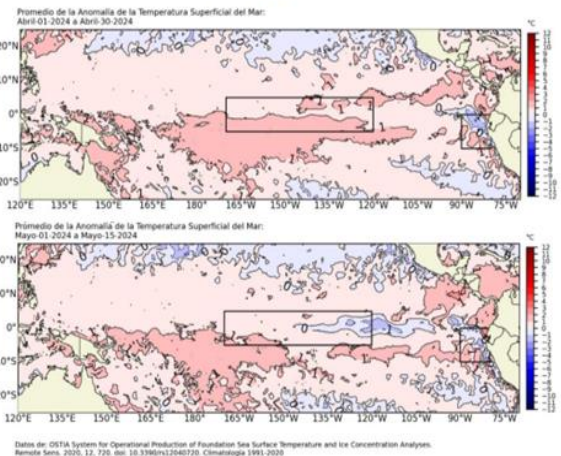 Promedio de la Anomalía de la Temperatura Superficial del Mar:
Abril-01-2024 a Abril-30-2024
°C
20°N
10°N
0°
10°S
20°S
120°E 135°E 150°E 165°E 180° 165°W 150°W 135°W 120°W 105°W 90°W 75°W
Promedio de la Anomalía de la Temperatura Superficial del Mar:
Mayo-01-2024 a Mayo-15-2024
°C
0°
120°E 135°E 150°E 165°E 180° 165°W 150°W 135°W 120°W 105°W 90°W 75°W
Datos de: OSTIA System for Operational Production of Foundation Sea Surface Temperature and Ice Concentration Analyses.
Remote Sens. 2020, 12, 720. doi: 10.3390/rs12040720. Climatología 1991-2020